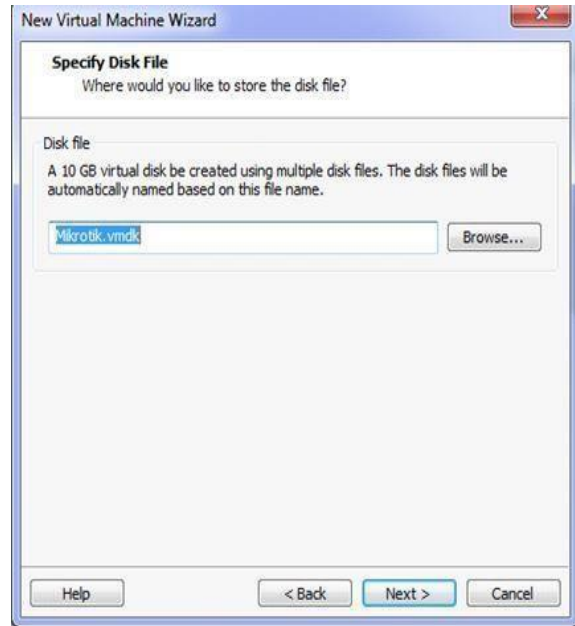 New Virtual Machine Wizard
Specify Disk File
Where would you like to store the disk file?
Disk file
A 10 GB virtual disk be created using multiple disk files. The disk files will be
automatically named based on this file name.
Mikrotik.vmdk
Browse...
Help
< Back
Next >
Cancel